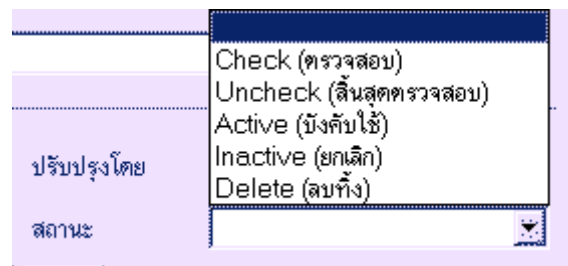 Check (ตรวจสอบ)
Uncheck (สิ้นสุดตรวจสอบ)
Active (บังคับใช้)
Inactive (ยกเลิก)
Delete (ลบทิ้ง)
ปรับปรุงโดย
สถานะ